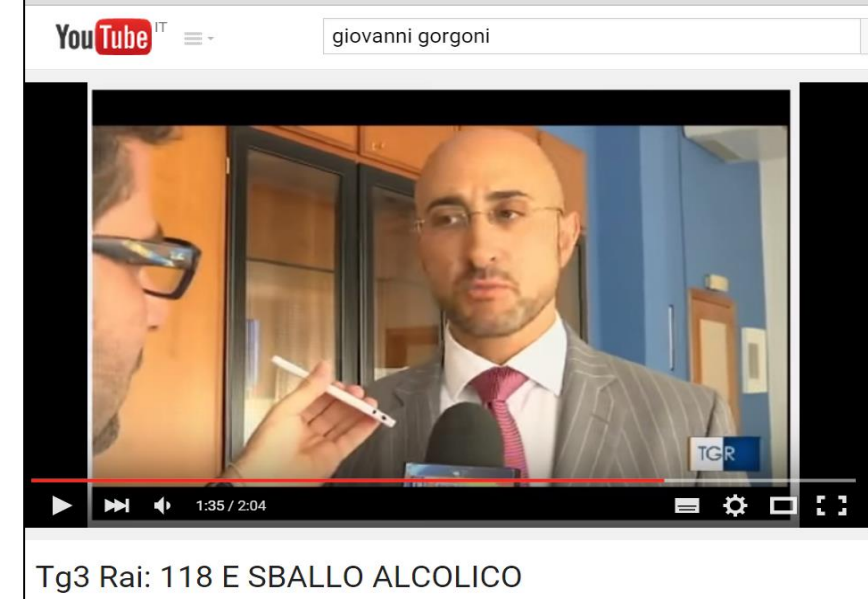 YouTube IT
giovanni gorgoni
TGR
1:35 / 2:04
Tg3 Rai: 118 E SBALLO ALCOLICO